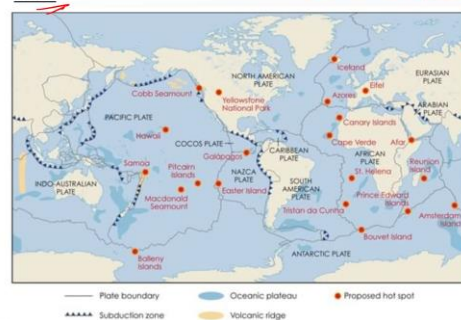 NORTH AMERICAN
PLATE
Iceland
Eifel
EURASIAN
PLATE
Cobb Seamount
Yellowstone
National Park
Azores
ARABIAN
PLATE
PACIFIC PLATE
Hawaii
COCOS PLATE
CARIBBEAN
PLATE
Canary Islands
Cape Verde
Afar
Galapagos
AFRICAN
PLATE
Samoa
Pitcairn
Islands
NAZCA
PLATE
St. Helena
Reunion
Island
INDO-AUSTRALIAN
PLATE
Macdonald
Seamount
Easter Island
SOUTH
AMERICAN
PLATE
Prince Edward
Islands
Tristan da Cunha
Amsterdam
Island
Bouvet Island
Balleny
Islands
ANTARCTIC PLATE
Plate boundary
Oceanic plateau
Proposed hot spot
Subduction zone
Volcanic ridge